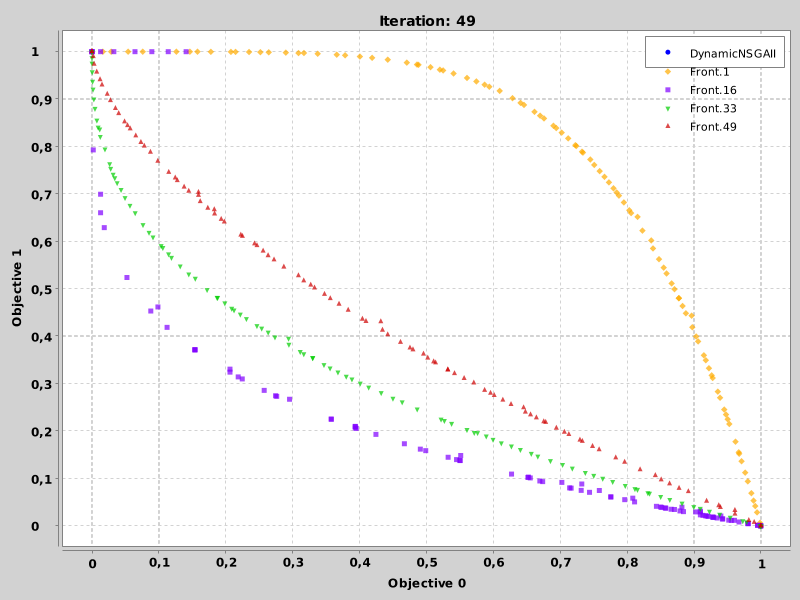 Iteration: 49
DynamicNSGAII
Front.1
Front.16
Front.33
Front.49
Objective 1
1
0,9
0,8
0,7
0,6
0,5
0,4
0,3
0,2
0,1
0
0 0,1 0,2 0,3 0,4 0,5 0,6 0,7 0,8 0,9 1
Objective 0